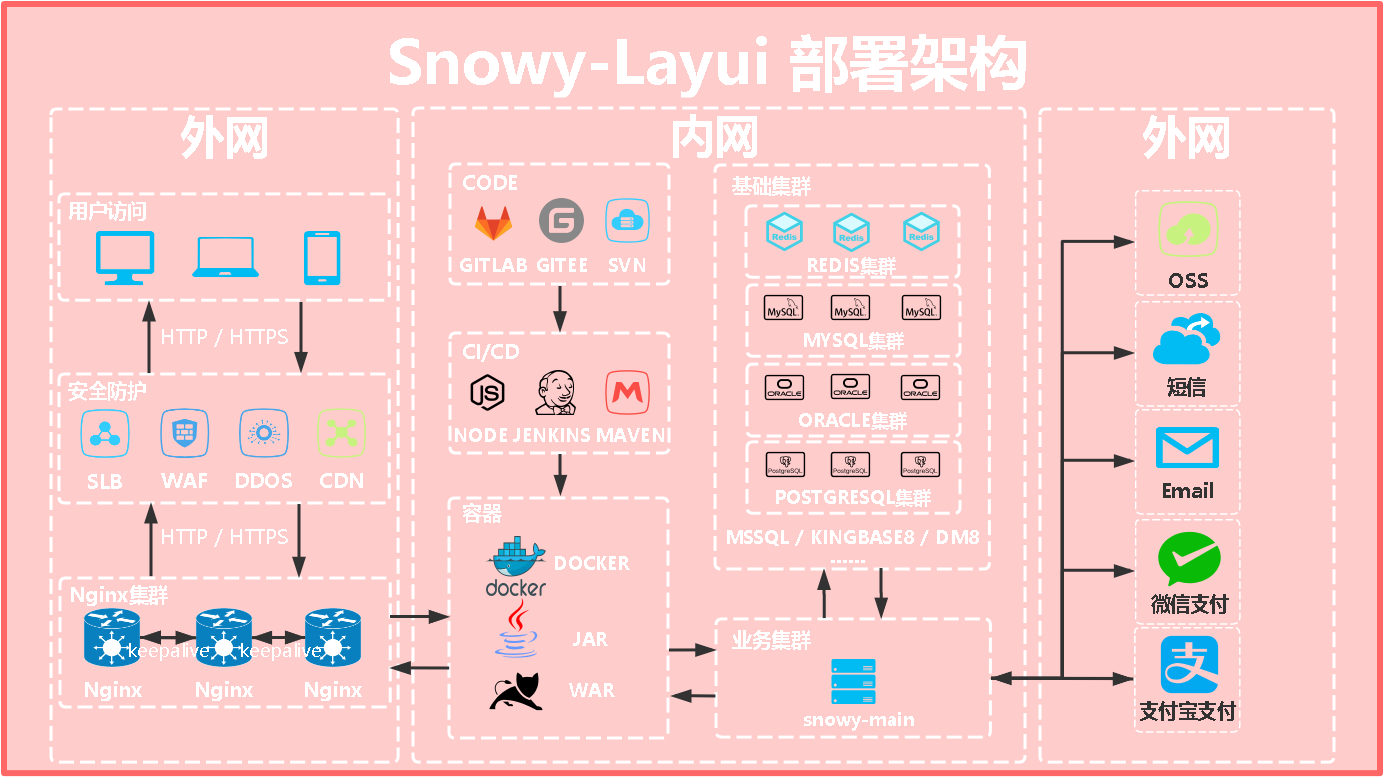 Snowy-Layui 部署架构
外网
用户访问
HTTP / HTTPS
安全防护
SLB
WAF
DDOS
CDN
HTTP / HTTPS
Nginx集群
keepalive
keepalive
Nginx
Nginx
Nginx
内网
CODE
G
GITLAB
GITEE
SVN
CI/CD
JS
M
NODE
JENKINS
MAVEN
容器
docker
DOCKER
JAR
WAR
基础集群
Redis
Redis
Redis
REDIS集群
MySQL
MySQL
MySQL
MYSQL集群
ORACLE
ORACLE
ORACLE
ORACLE集群
PostgreSQL
PostgreSQL
PostgreSQL
POSTGRESQL集群
MSSQL / KINGBASE8 / DM8
......
业务集群
snowy-main
外网
OSS
短信
Email
微信支付
支
支付宝支付